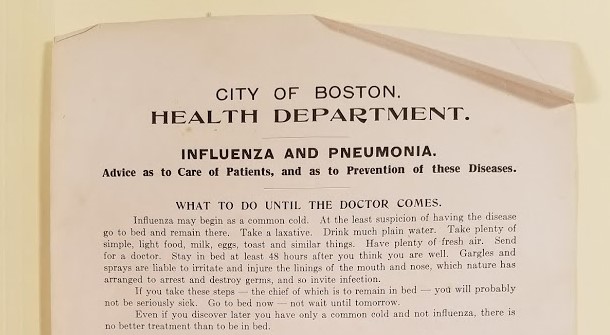 CITY OF BOSTON.
HEALTH DEPARTMENT.
INFLUENZA AND PNEUMONIA.
Advice as to Care of Patients, and as to Prevention of these Diseases.
WHAT TO DO UNTIL THE DOCTOR COMES.
Influenza may begin as a common cold. At the least suspicion of having the disease
go to bed and remain there. Take a laxative. Drink much plain water. Take plenty of
simple, light food, milk, eggs, toast and similar things. Have plenty of fresh air. Send
for a doctor. Stay in bed at least 48 hours after you think you are well. Gargles and
sprays are liable to irritate and injure the linings of the mouth and nose, which nature has
arranged to arrest and destroy germs, and so invite infection.
If you take these steps — the chief of which is to remain in bed — you will probably
not be seriously sick. Go to bed now — not wait until tomorrow.
Even if you discover later you have only a common cold and not influenza, there is
no better treatment than to be in bed.